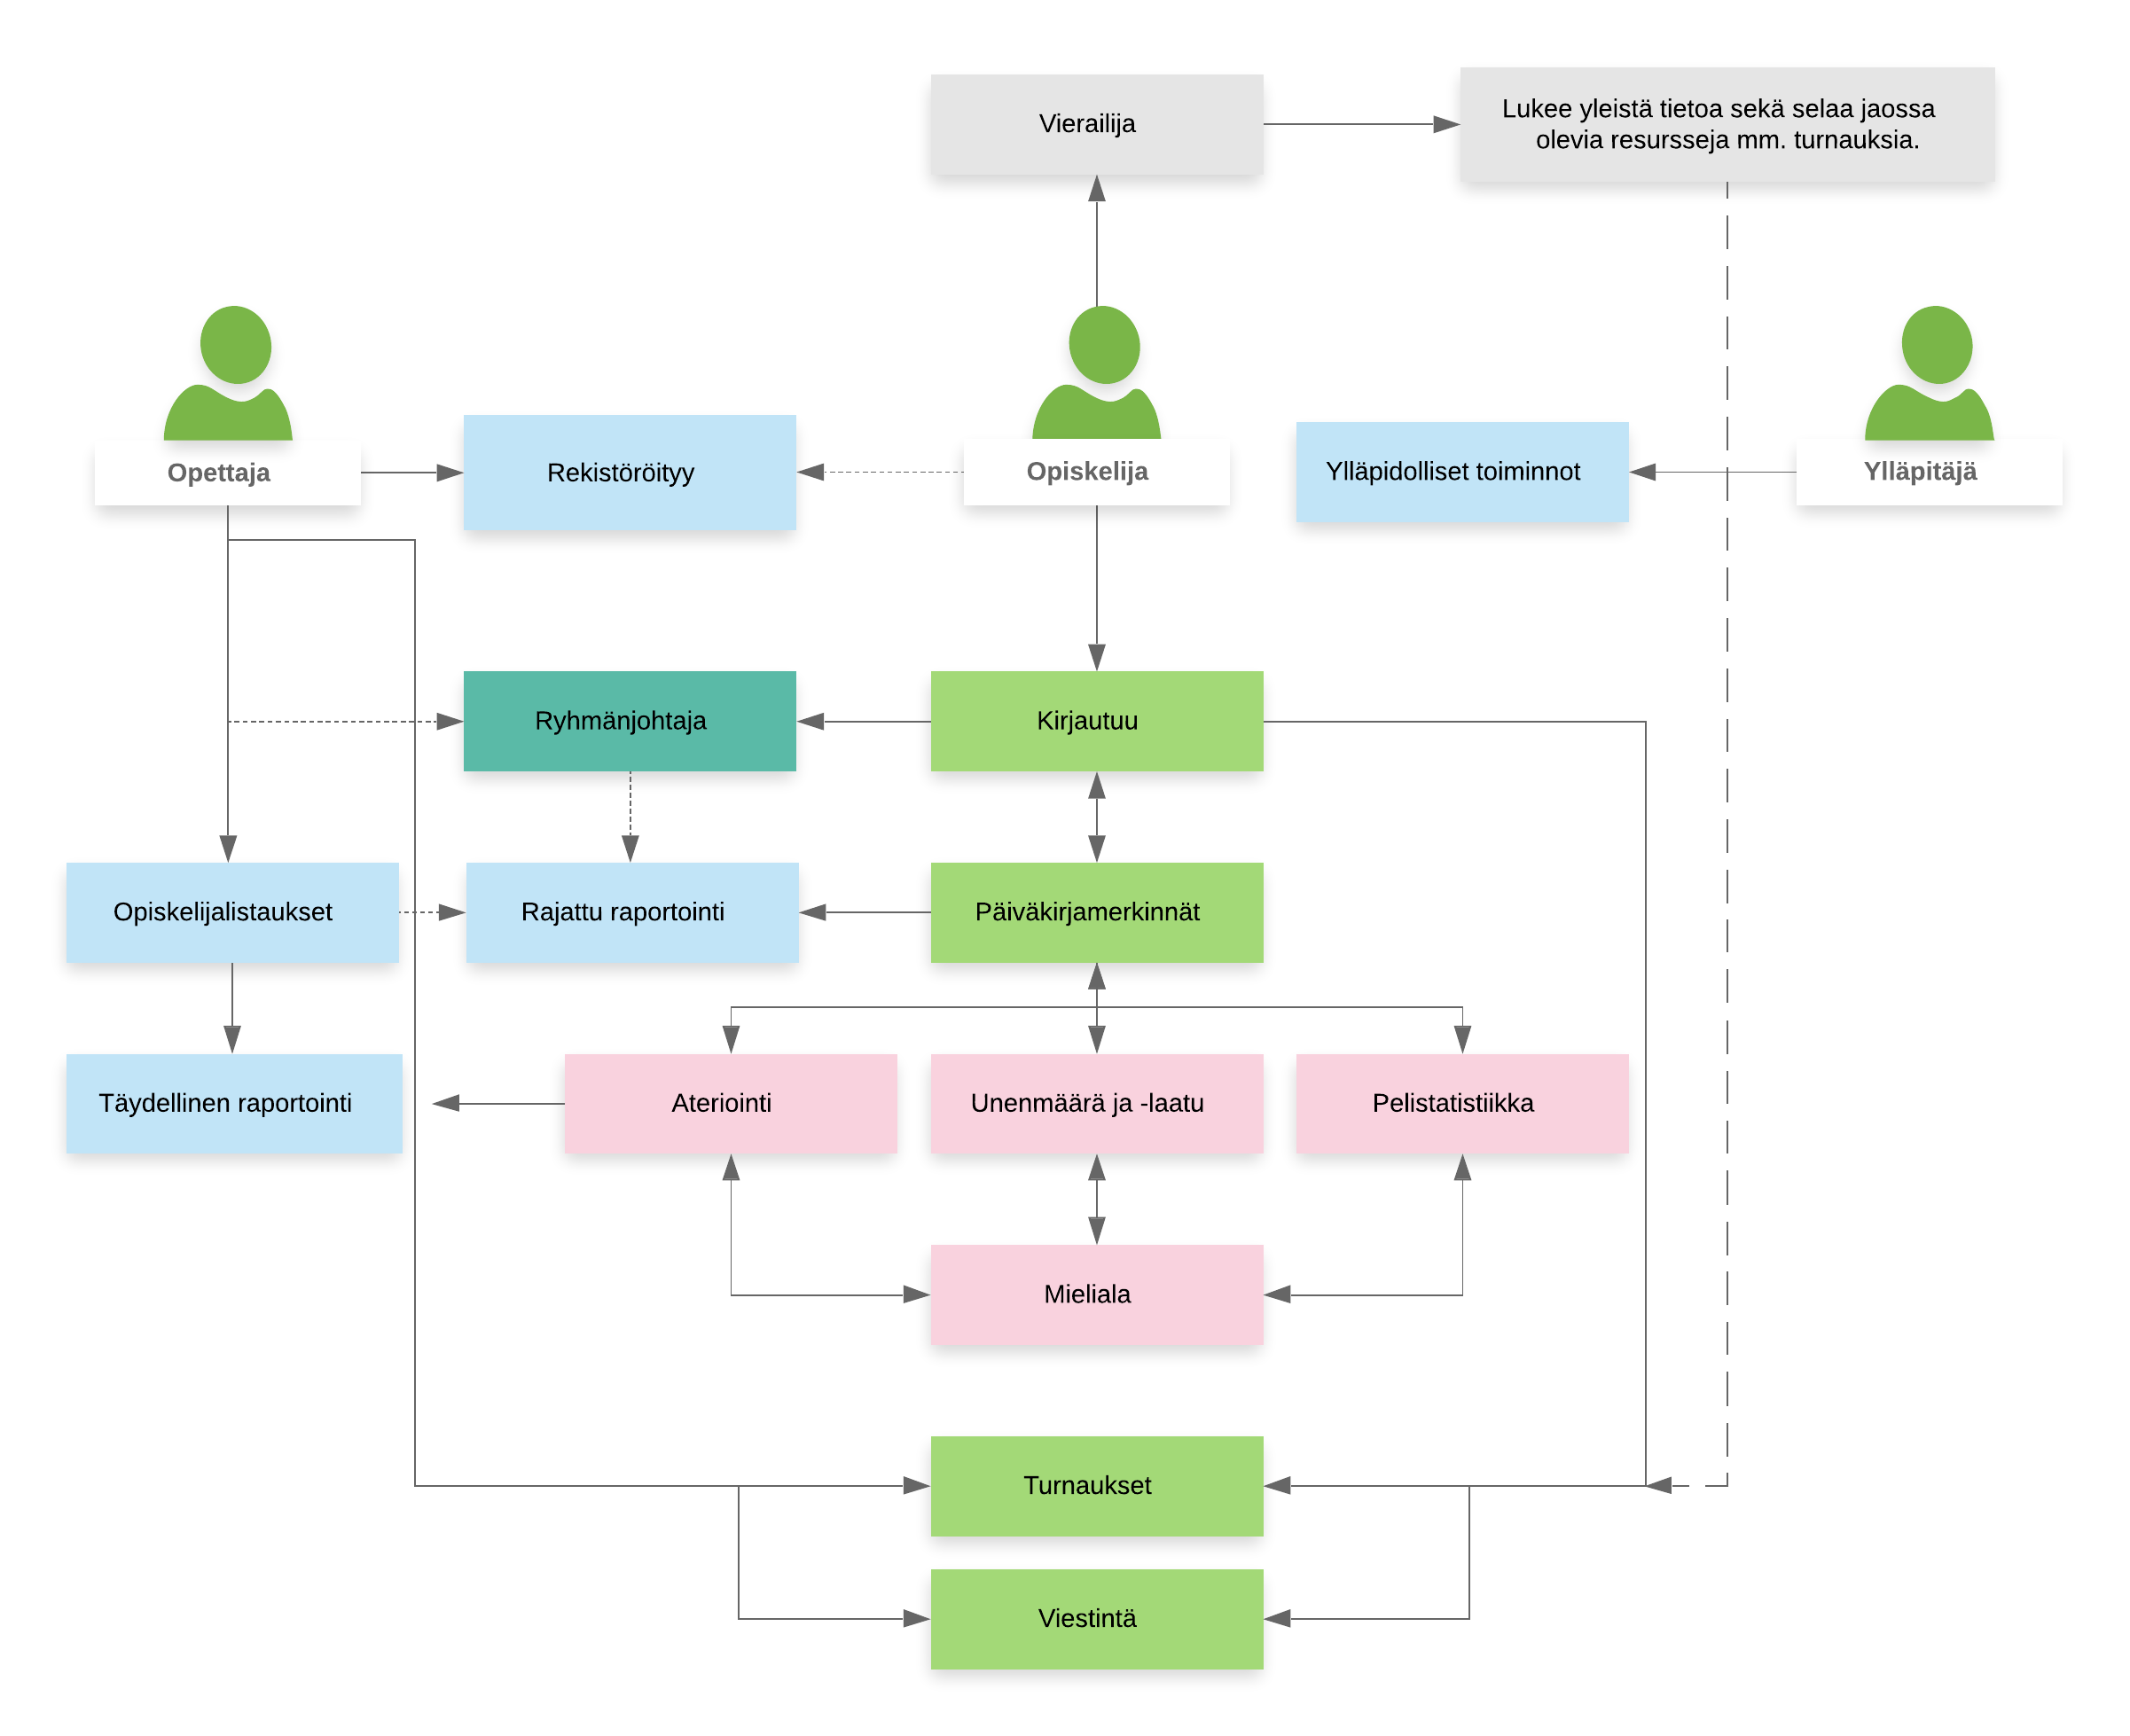 Vierailija
Lukee yleistä tietoa sekä selaa jaossa
olevia resursseja mm. turnauksia.
Opettaja
Rekistöröityy
Opiskelija
Ylläpidolliset toiminnot
Ylläpitäjä
Ryhmänjohtaja
Kirjautuu
Opiskelijalistaukset
Rajattu raportointi
Päiväkirjamerkinnät
Täydellinen raportointi
Ateriointi
Unenmäärä ja -laatu
Pelistatistiikka
Mieliala
Turnaukset
Viestintä